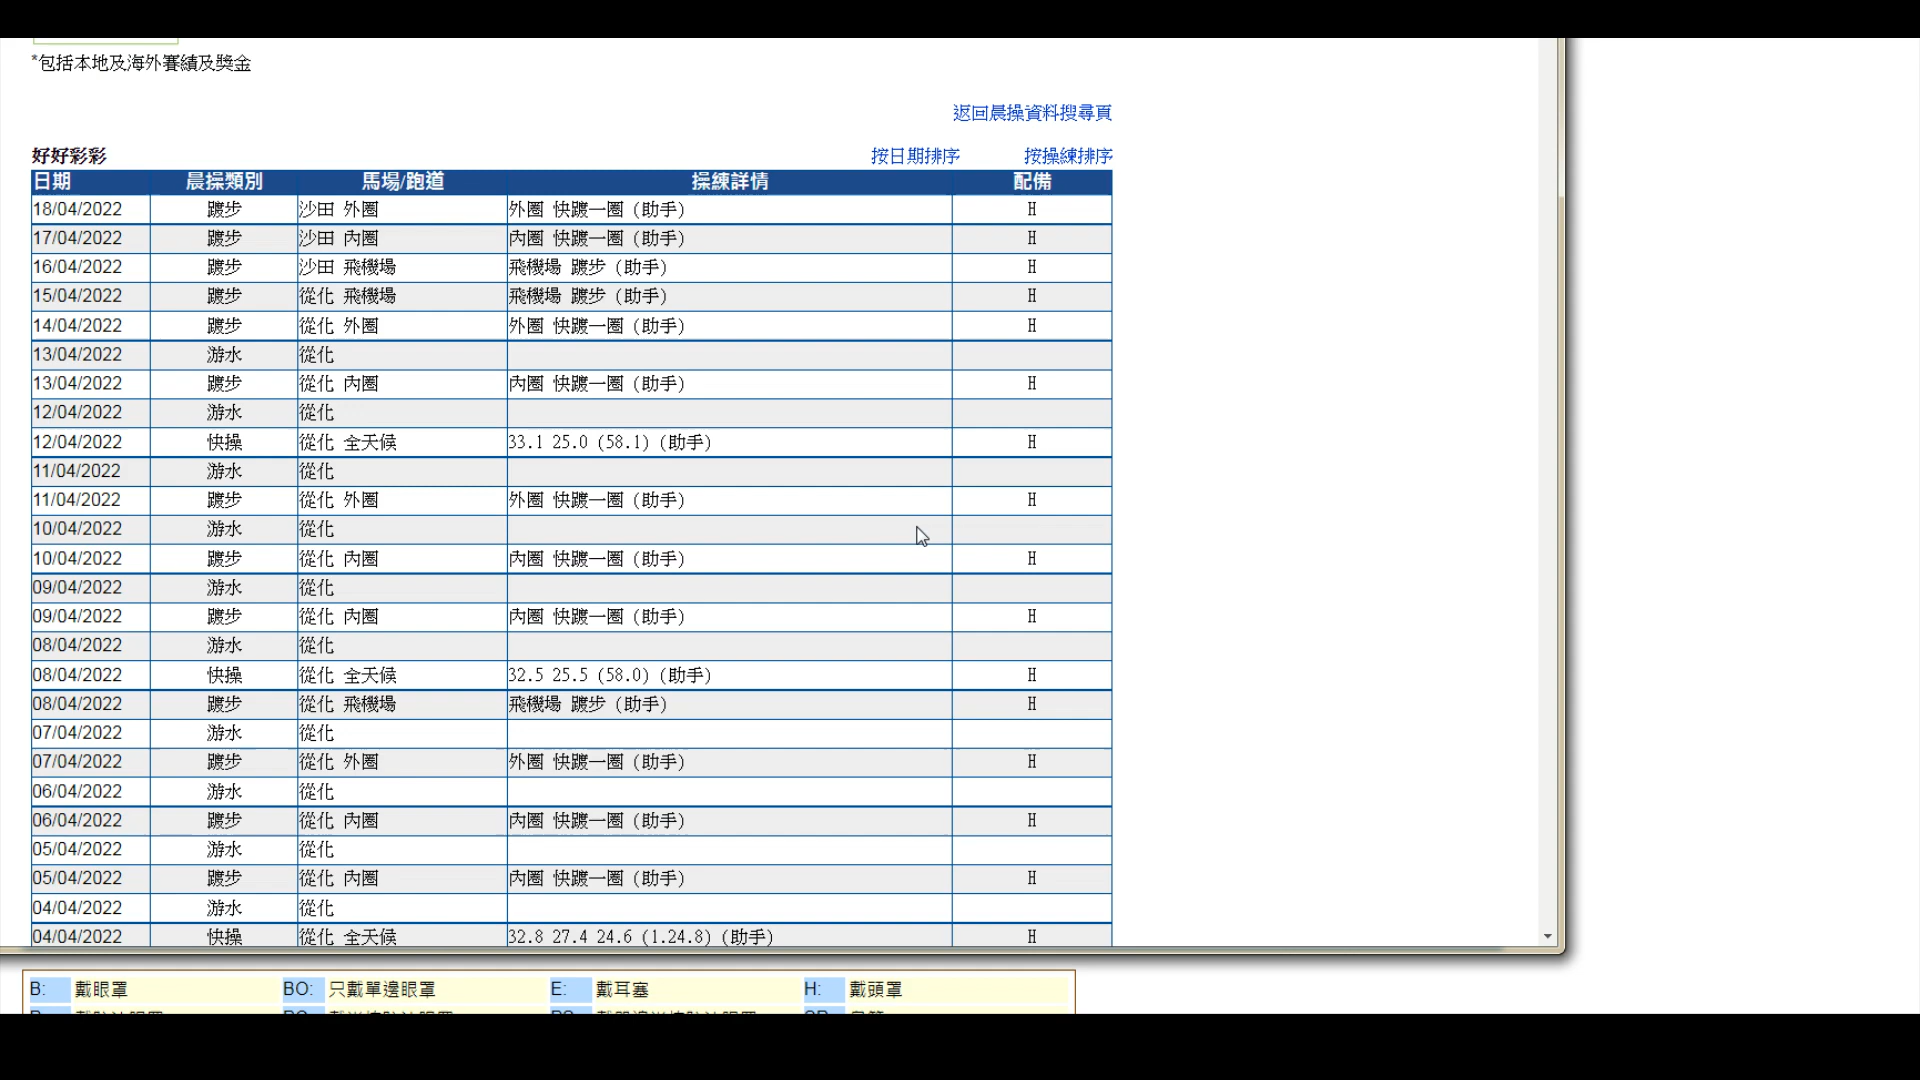 *包括本地及海外賽績及獎金
返回晨操資料搜尋頁
好好彩彩 按日期排序 按操練排序
日期 晨操類別 馬場/跑道 操練詳情 配備
18/04/2022 踱步 沙田 外圈 外圈 快踱一圈 (助手) H
17/04/2022 踱步 沙田 內圈 內圈 快踱一圈 (助手) H
16/04/2022 踱步 沙田 飛機場 飛機場 踱步 (助手) H
15/04/2022 踱步 從化 飛機場 飛機場 踱步 (助手) H
14/04/2022 踱步 從化 外圈 外圈 快踱一圈 (助手) H
13/04/2022 游水 從化
13/04/2022 踱步 從化 內圈 內圈 快踱一圈 (助手) H
12/04/2022 游水 從化
12/04/2022 快操 從化 全天候 33.1 25.0 (58.1) (助手) H
11/04/2022 游水 從化
11/04/2022 踱步 從化 外圈 外圈 快踱一圈 (助手) H
10/04/2022 游水 從化
10/04/2022 踱步 從化 內圈 內圈 快踱一圈 (助手) H
09/04/2022 游水 從化
09/04/2022 踱步 從化 內圈 內圈 快踱一圈 (助手) H
08/04/2022 游水 從化
08/04/2022 快操 從化 全天候 32.5 25.5 (58.0) (助手) H
08/04/2022 踱步 從化 飛機場 飛機場 踱步 (助手) H
07/04/2022 游水 從化
07/04/2022 踱步 從化 外圈 外圈 快踱一圈 (助手) H
06/04/2022 游水 從化
06/04/2022 踱步 從化 內圈 內圈 快踱一圈 (助手) H
05/04/2022 游水 從化
05/04/2022 踱步 從化 內圈 內圈 快踱一圈 (助手) H
04/04/2022 游水 從化
04/04/2022 快操 從化 全天候 32.8 27.4 24.6 (1.24.8) (助手) H
B: 戴眼罩 BO: 只戴單邊眼罩 E: 戴耳塞 H: 戴頭罩